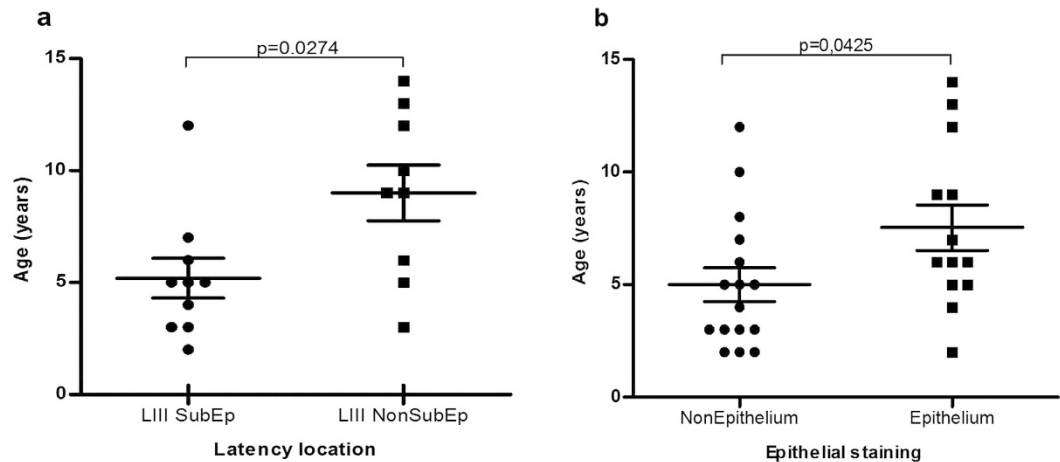 a
p=0.0274
15
10
5
0
Age (years)
LIII SubEp LIII NonSubEp
Latency location
b
p=0,0425
15
10
5
0
Age (years)
NonEpithelium Epithelium
Epithelial staining